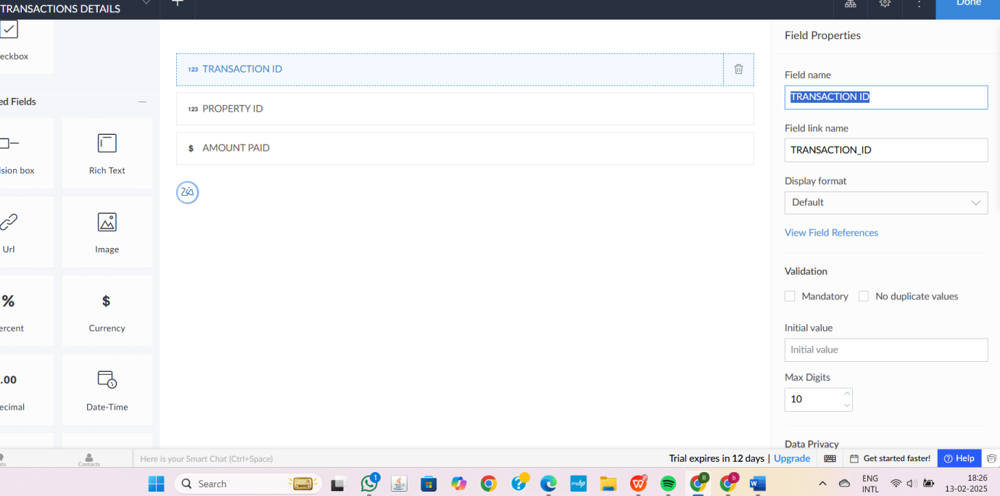 TRANSACTIONS DETAILS
Done
eckbox
ed Fields
ision box
Rich Text
Url
Image
%
ercent
$
Currency
.00
ecimal
Date-Time
123 TRANSACTION ID
123 PROPERTY ID
$ AMOUNT PAID
Zia
Field Properties
Field name
TRANSACTION ID
Field link name
TRANSACTION_ID
Display format
Default
View Field References
Validation
Mandatory
No duplicate values
Initial value
Initial value
Max Digits
10
Data Privacy
Contacts
Here is your Smart Chat (Ctrl+Space)
Trial expires in 12 days | Upgrade
Get started faster!
Help
Search
1
myhp
B
b
W
ENG
INTL
18:26
13-02-2025